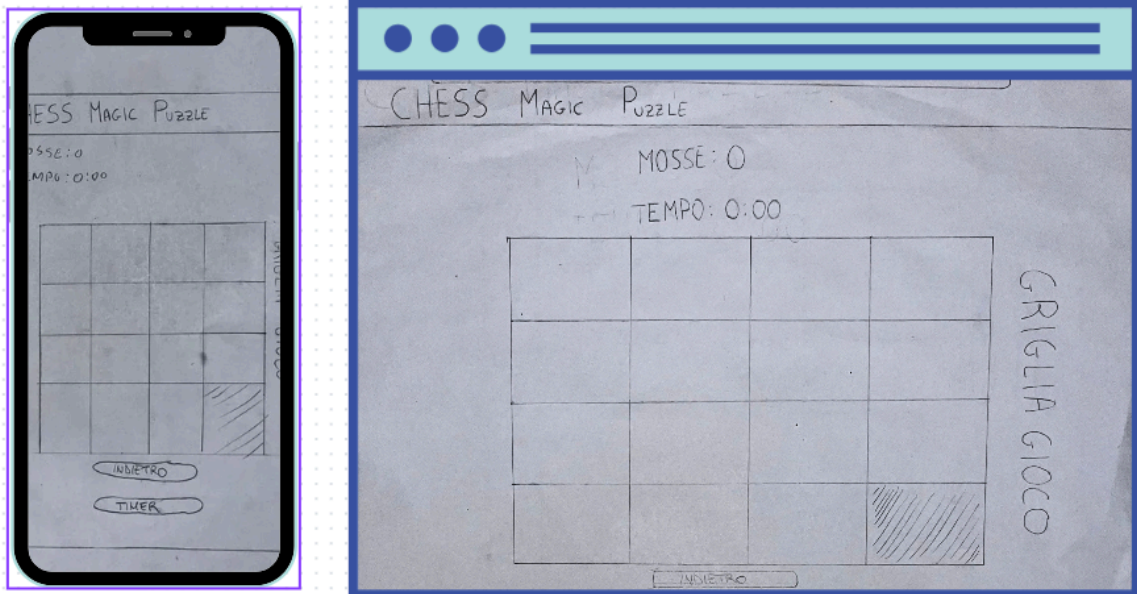 HESS MAGIC PUZZLE
OSSE: 0
EMPO: 0:00
GIOCO
INDIETRO
TIMER
CHESS MAGIC PUZZLE
MOSSE: 0
TEMPO: 0:00
GRIGLIA GIOCO
INDIETRO